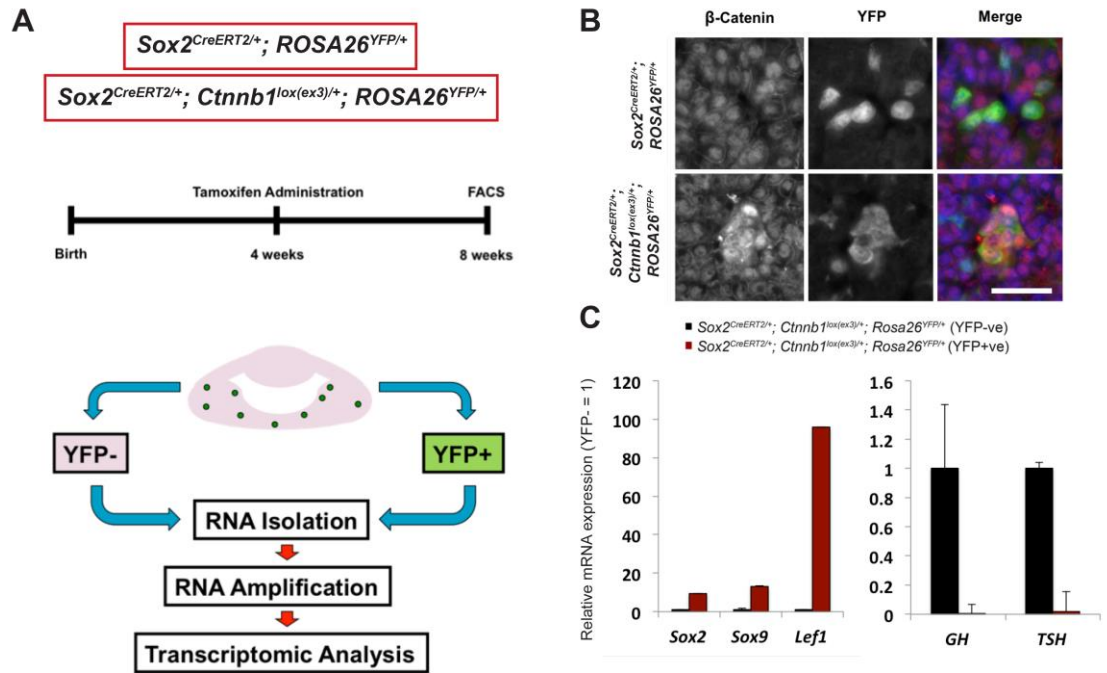 A
Sox2CreERT2/+; ROSA26YFP/+
Sox2CreERT2/+; Ctnnb1lox(ex3)/+; ROSA26YFP/+
Tamoxifen Administration
FACS
Birth
4 weeks
8 weeks
YFP-
YFP+
RNA Isolation
RNA Amplification
Transcriptomic Analysis
B
β-Catenin
YFP
Merge
Sox2CreERT2/+;
ROSA26YFP/+
Sox2CreERT2/+;
Ctnnb1lox(ex3)/+;
ROSA26YFP/+
C
Sox2CreERT2/+; Ctnnb1lox(ex3)/+; Rosa26YFP/+ (YFP-ve)
Sox2CreERT2/+; Ctnnb1lox(ex3)/+; Rosa26YFP/+ (YFP+ve)
Relative mRNA expression (YFP- = 1)
120
100
80
60
40
20
0
Sox2
Sox9
Lef1
1.6
1.4
1.2
1
0.8
0.6
0.4
0.2
0
GH
TSH